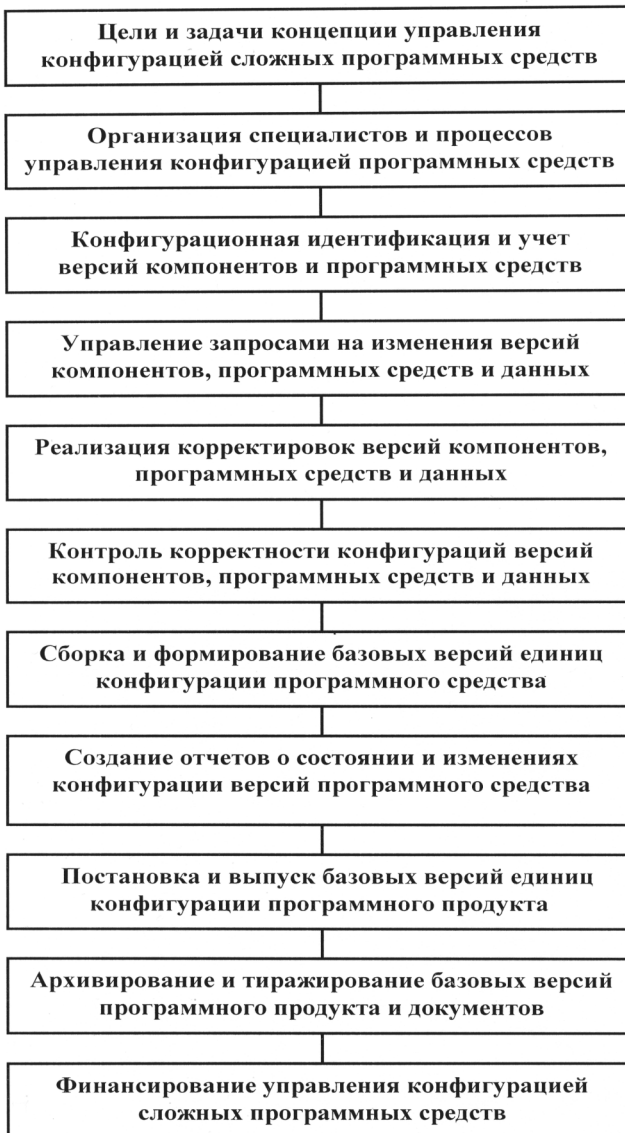 Цели и задачи концепции управления
конфигурацией сложных программных средств
Организация специалистов и процессов
управления конфигурацией программных средств
Конфигурационная идентификация и учет
версий компонентов и программных средств
Управление запросами на изменения версий
компонентов, программных средств и данных
Реализация корректировок версий компонентов,
программных средств и данных
Контроль корректности конфигураций версий
компонентов, программных средств и данных
Сборка и формирование базовых версий единиц
конфигурации программного средства
Создание отчетов о состоянии и изменениях
конфигурации версий программного средства
Постановка и выпуск базовых версий единиц
конфигурации программного продукта
Архивирование и тиражирование базовых версий
программного продукта и документов
Финансирование управления конфигурацией
сложных программных средств